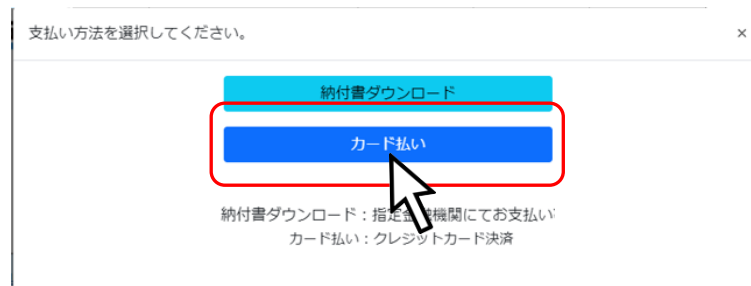 支払い方法を選択してください。 ×
納付書ダウンロード
カード払い
納付書ダウンロード：指定金融機関にてお支払い
カード払い：クレジットカード決済